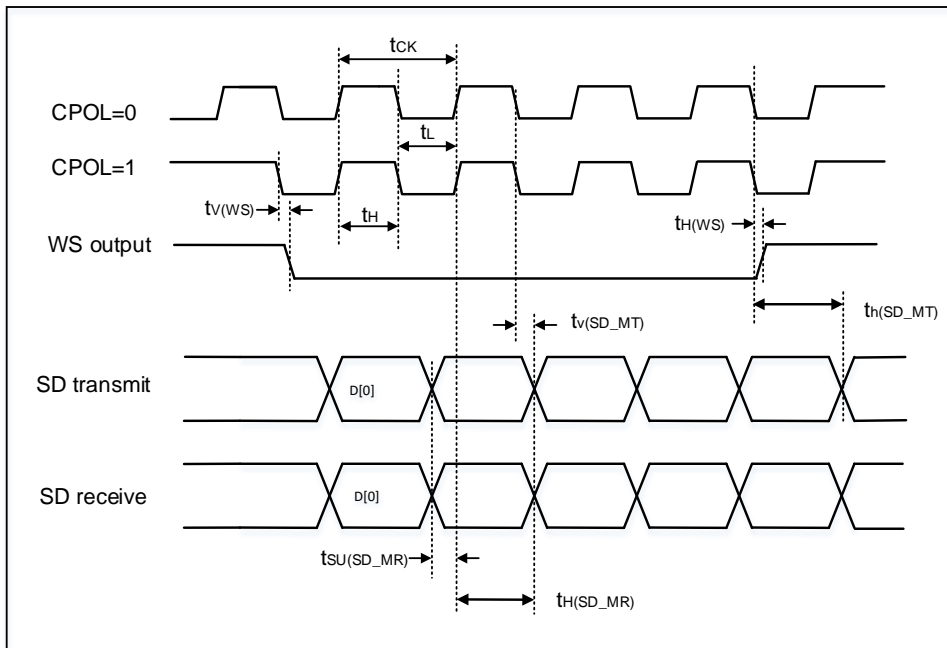 tCK
CPOL=0
tL
CPOL=1
tV(WS)
tH
tH(WS)
WS output
tv(SD_MT)
th(SD_MT)
SD transmit
D[0]
SD receive
D[0]
tSU(SD_MR)
tH(SD_MR)